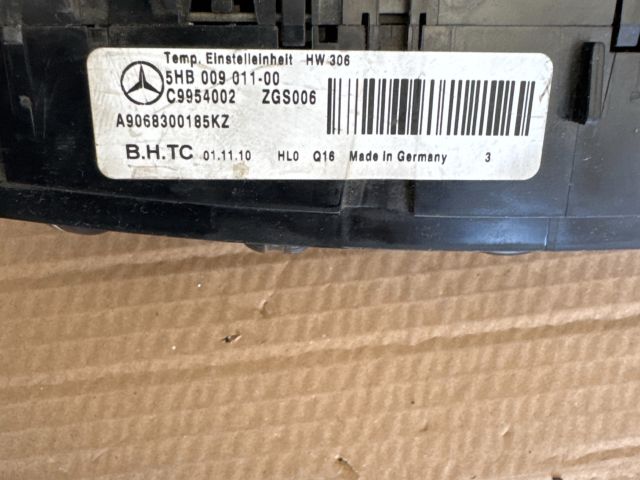 Temp. Einstelleinheit HW 306
5HB 009 011-00
C9954002 ZGS006
A9068300185KZ
B.H.TC 01.11.10 HL0 Q16 Made in Germany 3